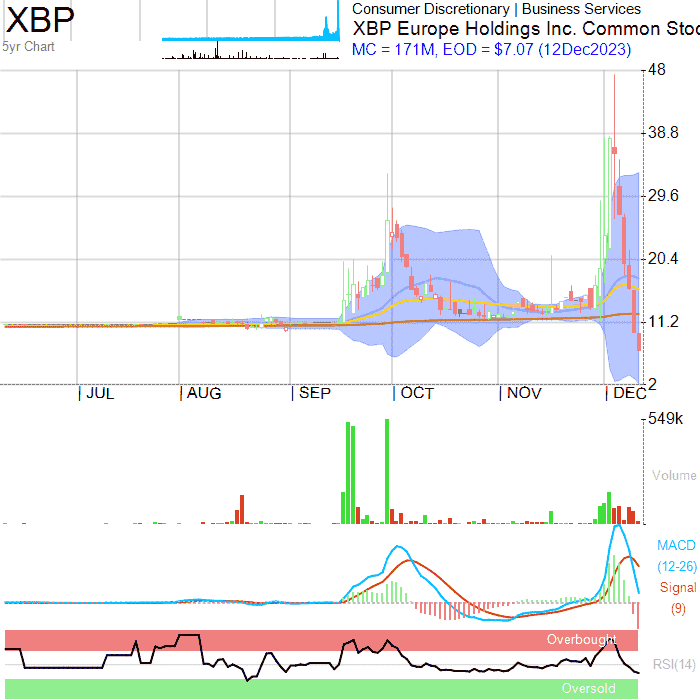 XBP
5yr Chart
Consumer Discretionary | Business Services
XBP Europe Holdings Inc. Common Stoc
MC = 171M, EOD = $7.07 (12Dec2023)
48
38.8
29.6
20.4
11.2
2
JUL
AUG
SEP
OCT
NOV
DEC
549k
Volume
MACD
(12-26)
Signal
(9)
Overbought
RSI(14)
Oversold